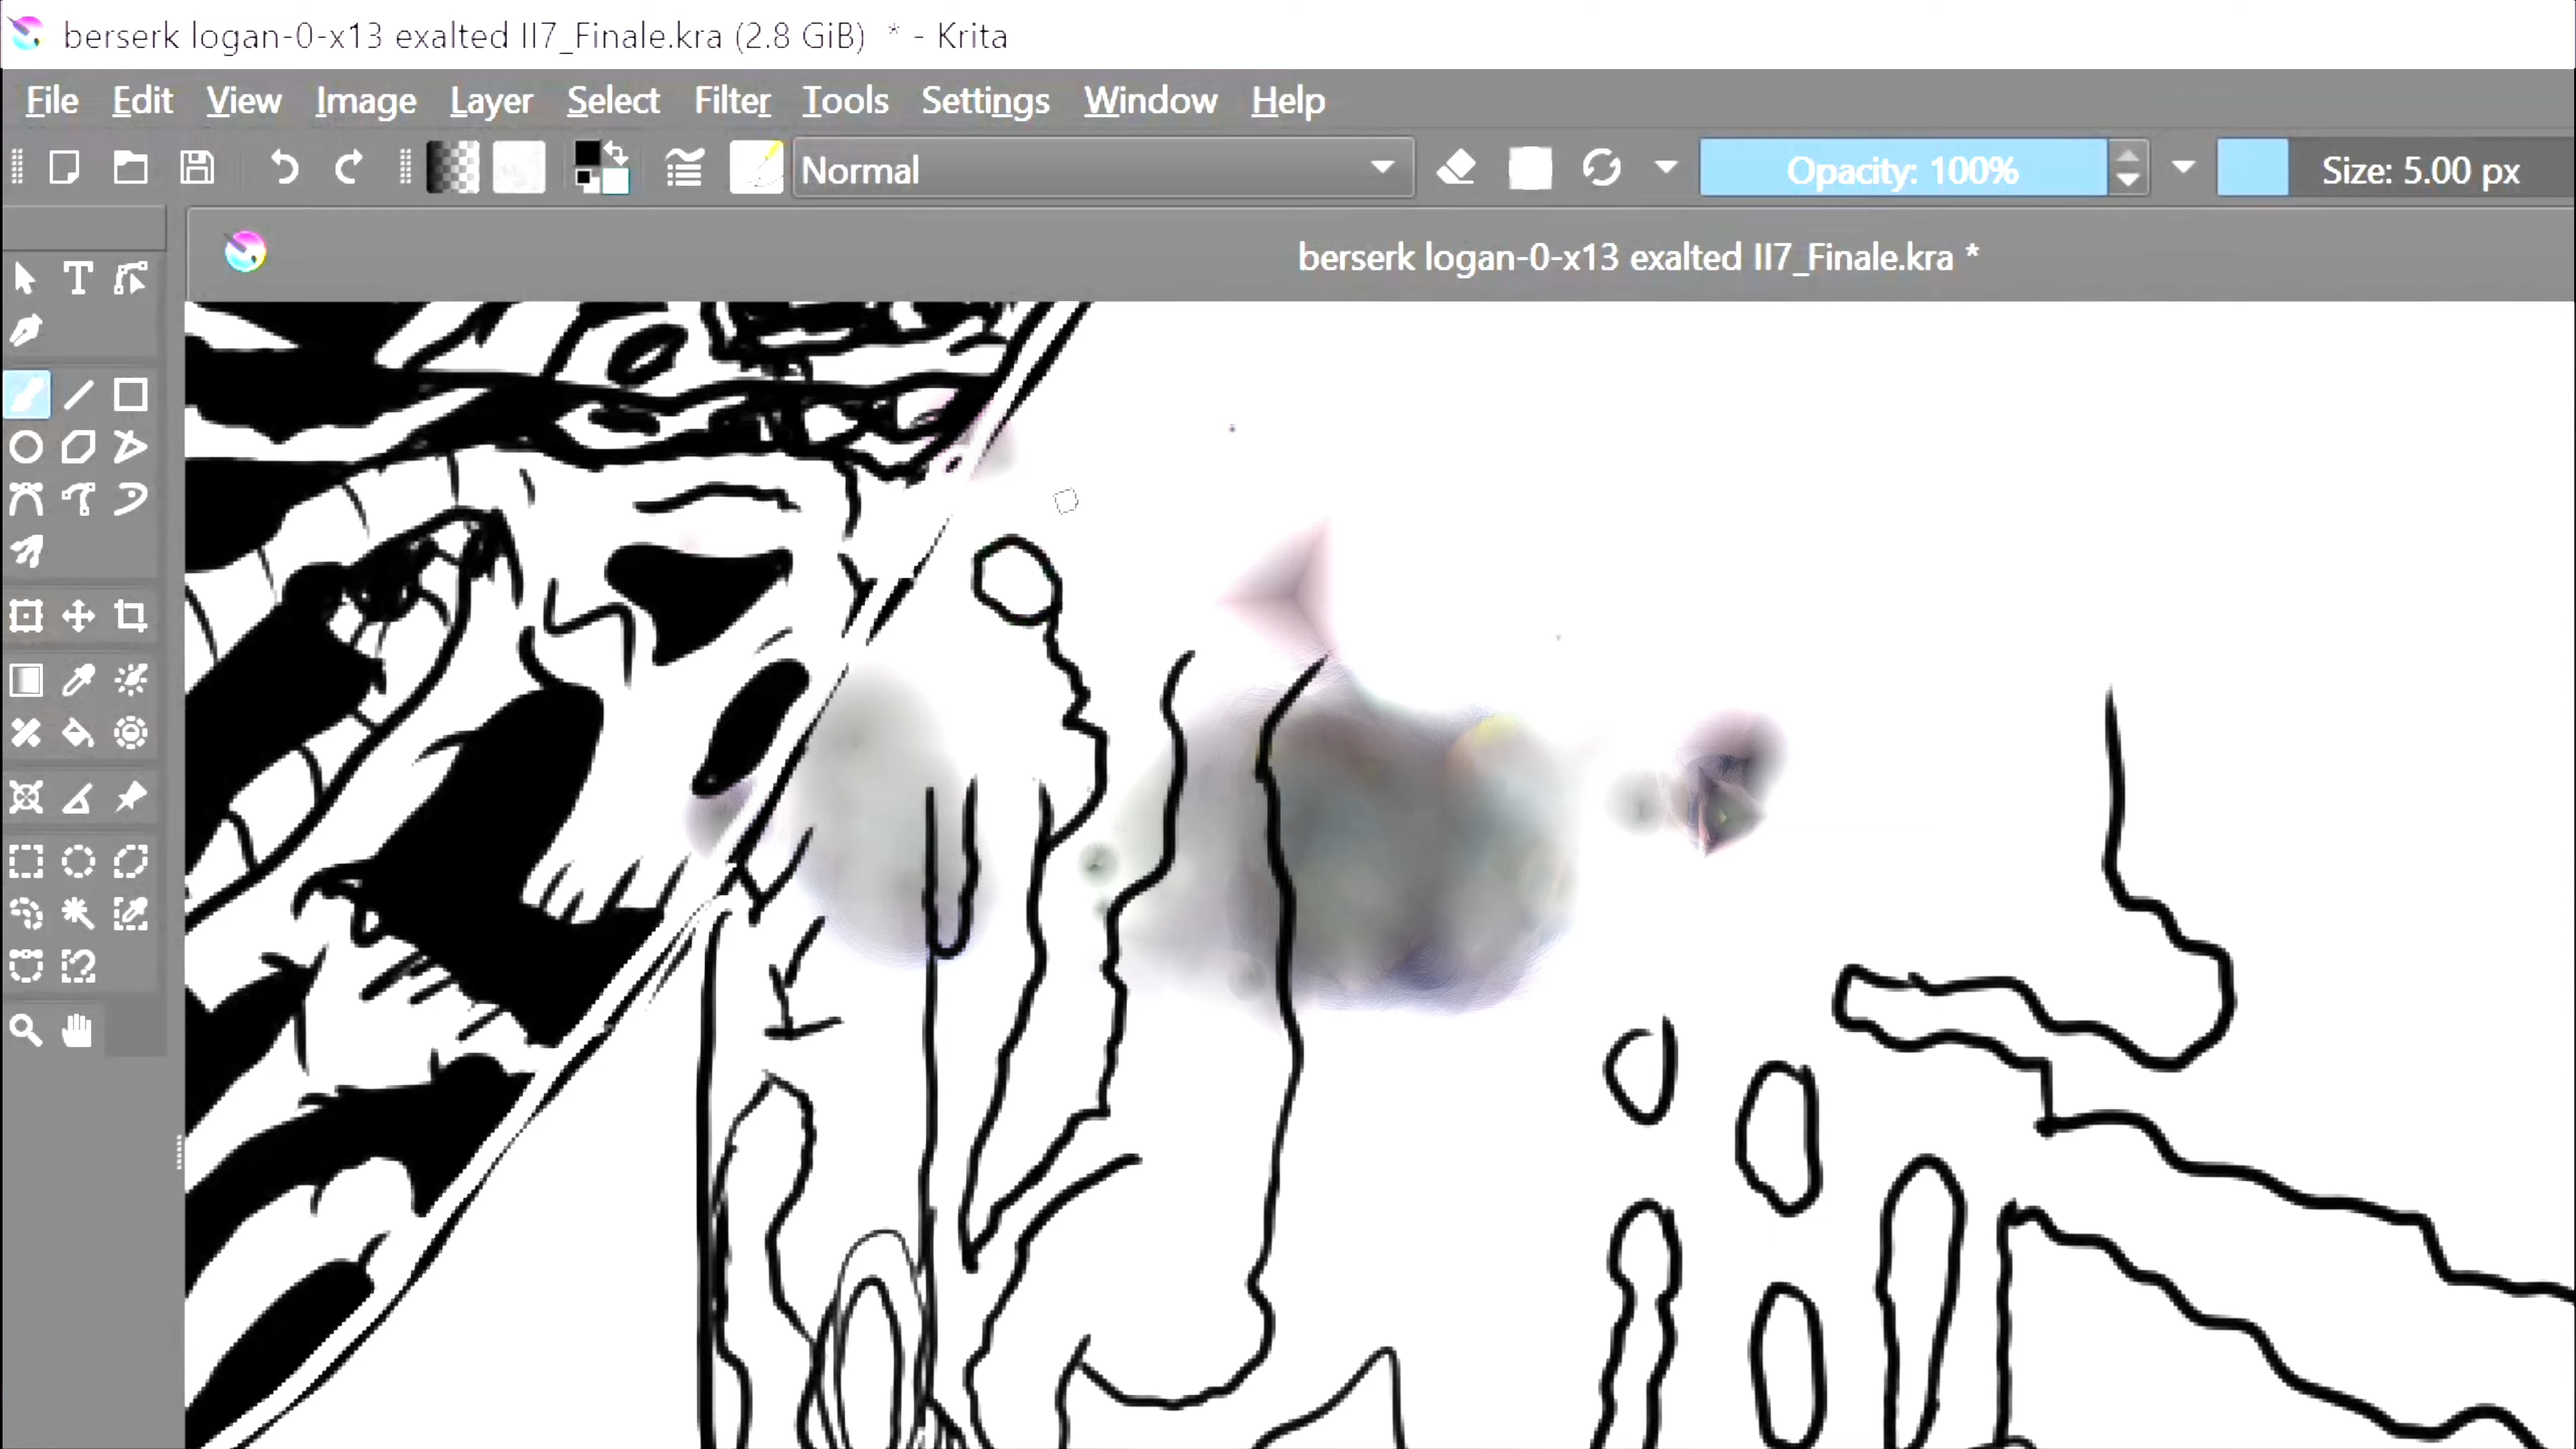 berserk logan-0-x13 exalted II7_Finale.kra (2.8 GiB) * - Krita
File Edit View Image Layer Select Filter Tools Settings Window Help
Normal Opacity: 100% Size: 5.00 px
berserk logan-0-x13 exalted II7_Finale.kra *